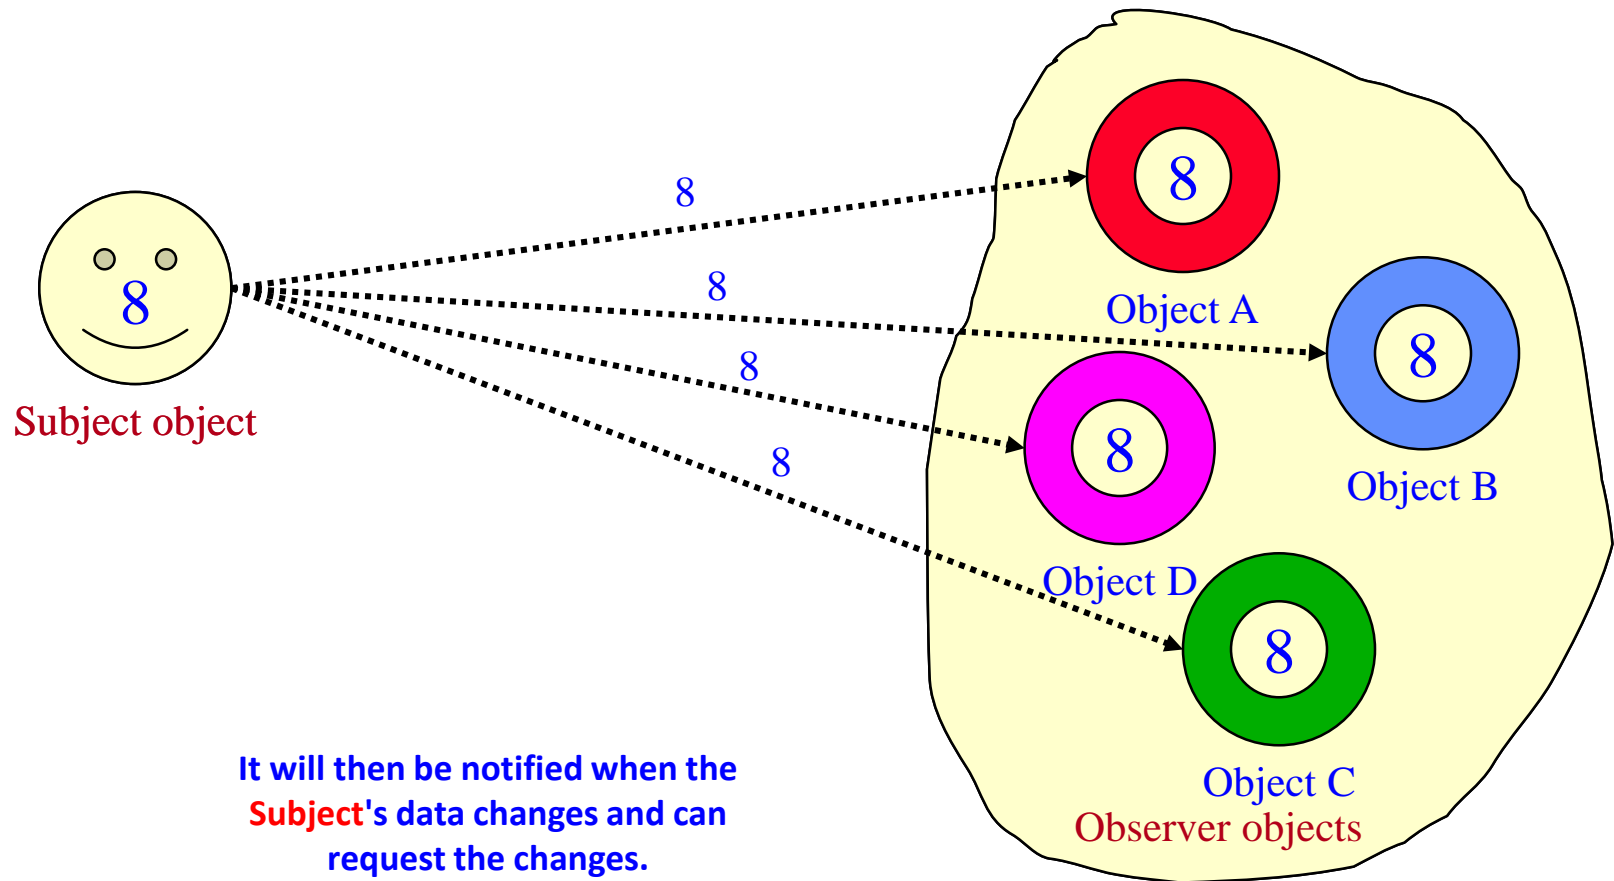 8
8
Object A
8
8
8
8
Object B
8
8
Subject object
8
Object D
8
Object C
Observer objects
It will then be notified when the
Subject's data changes and can
request the changes.